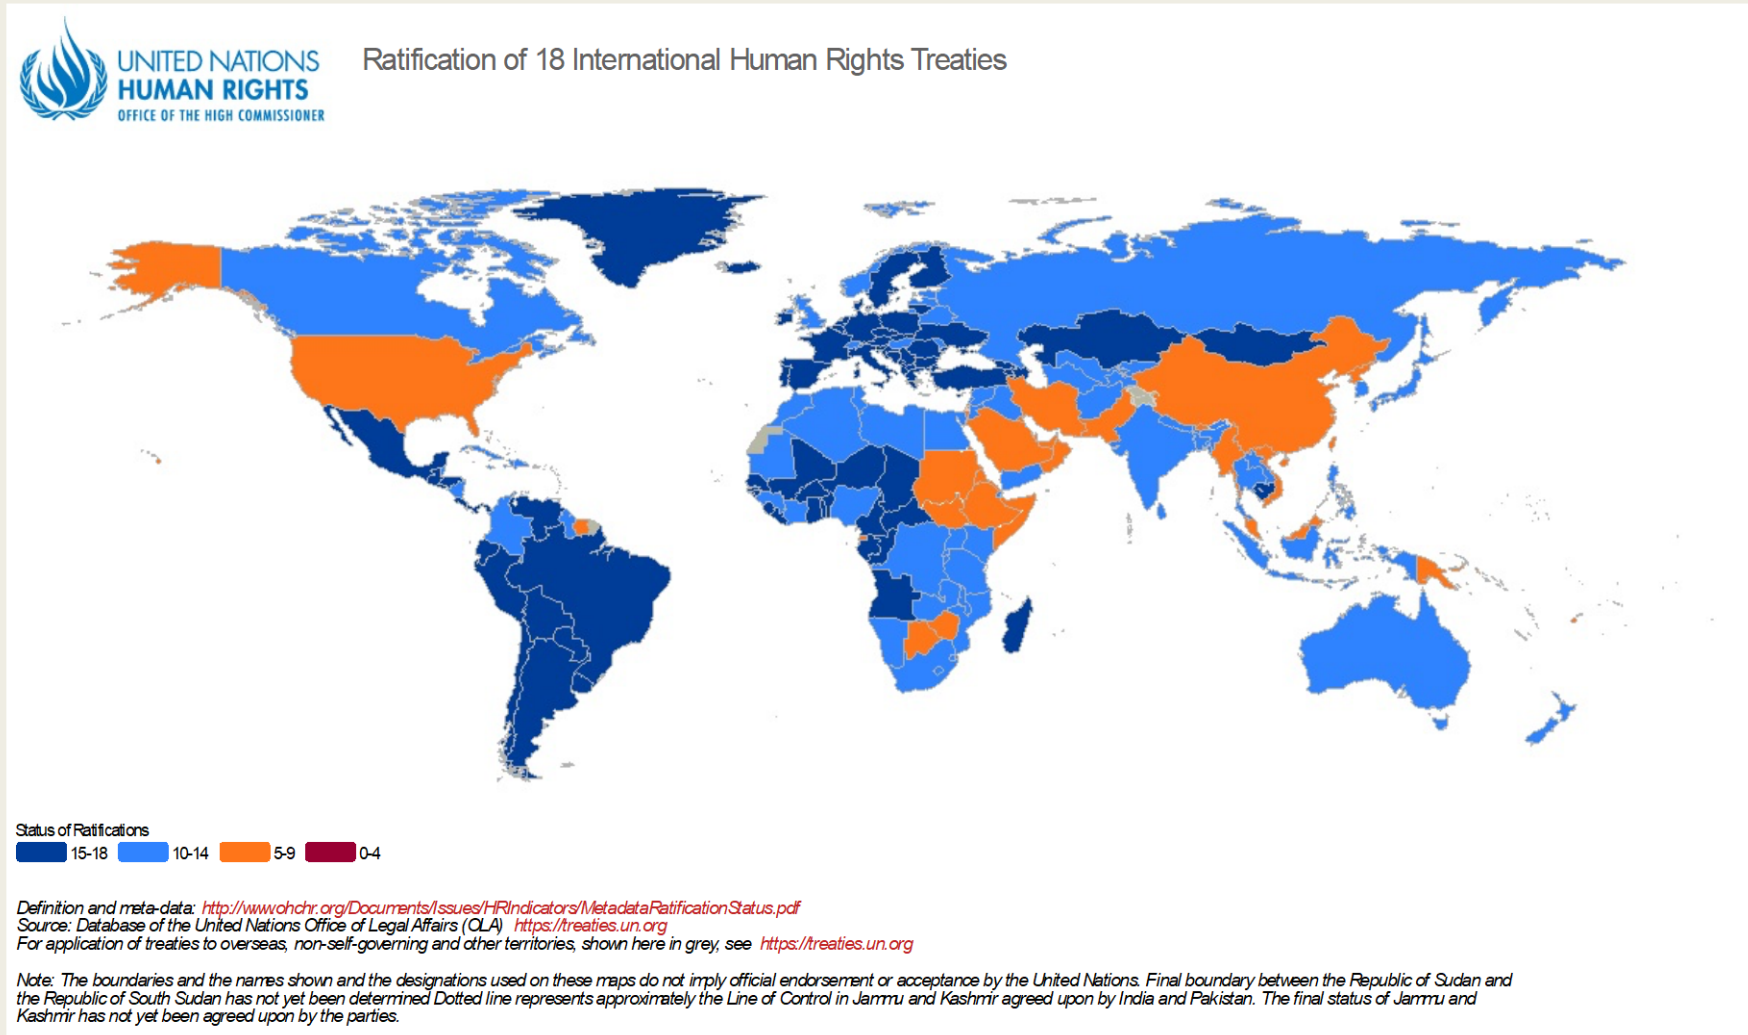 UNITED NATIONS
HUMAN RIGHTS
OFFICE OF THE HIGH COMMISSIONER
Ratification of 18 International Human Rights Treaties
Status of Ratifications
15-18 10-14 5-9 0-4
Definition and meta-data: http://www.ohchr.org/Documents/Issues/HRIndicators/MetadataRatificationStatus.pdf
Source: Database of the United Nations Office of Legal Affairs (OLA) https://treaties.un.org
For application of treaties to overseas, non-self-governing and other territories, shown here in grey, see https://treaties.un.org
Note: The boundaries and the names shown and the designations used on these maps do not imply official endorsement or acceptance by the United Nations. Final boundary between the Republic of Sudan and
the Republic of South Sudan has not yet been determined Dotted line represents approximately the Line of Control in Jammu and Kashmir agreed upon by India and Pakistan. The final status of Jammu and
Kashmir has not yet been agreed upon by the parties.